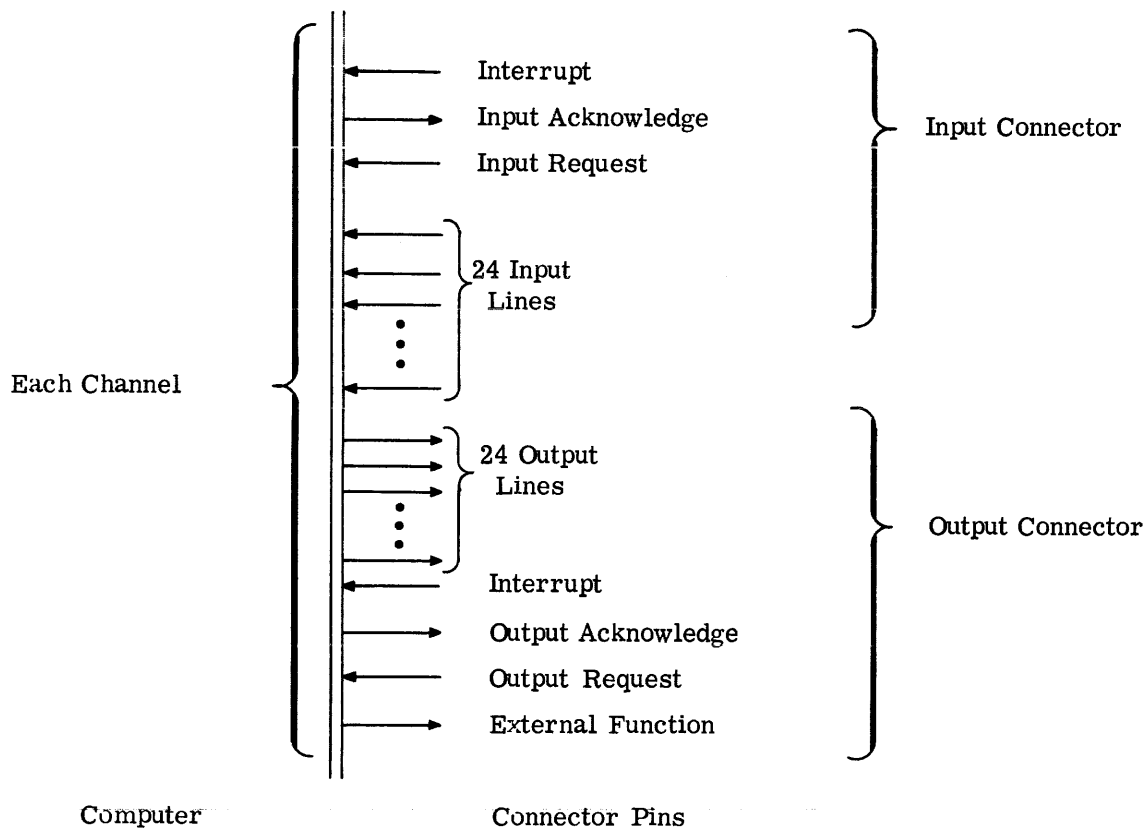 Interrupt
Input Acknowledge
Input Connector
Input Request
24 Input
Lines
Each Channel
24 Output
Lines
Output Connector
Interrupt
Output Acknowledge
Output Request
External Function
Computer
Connector Pins